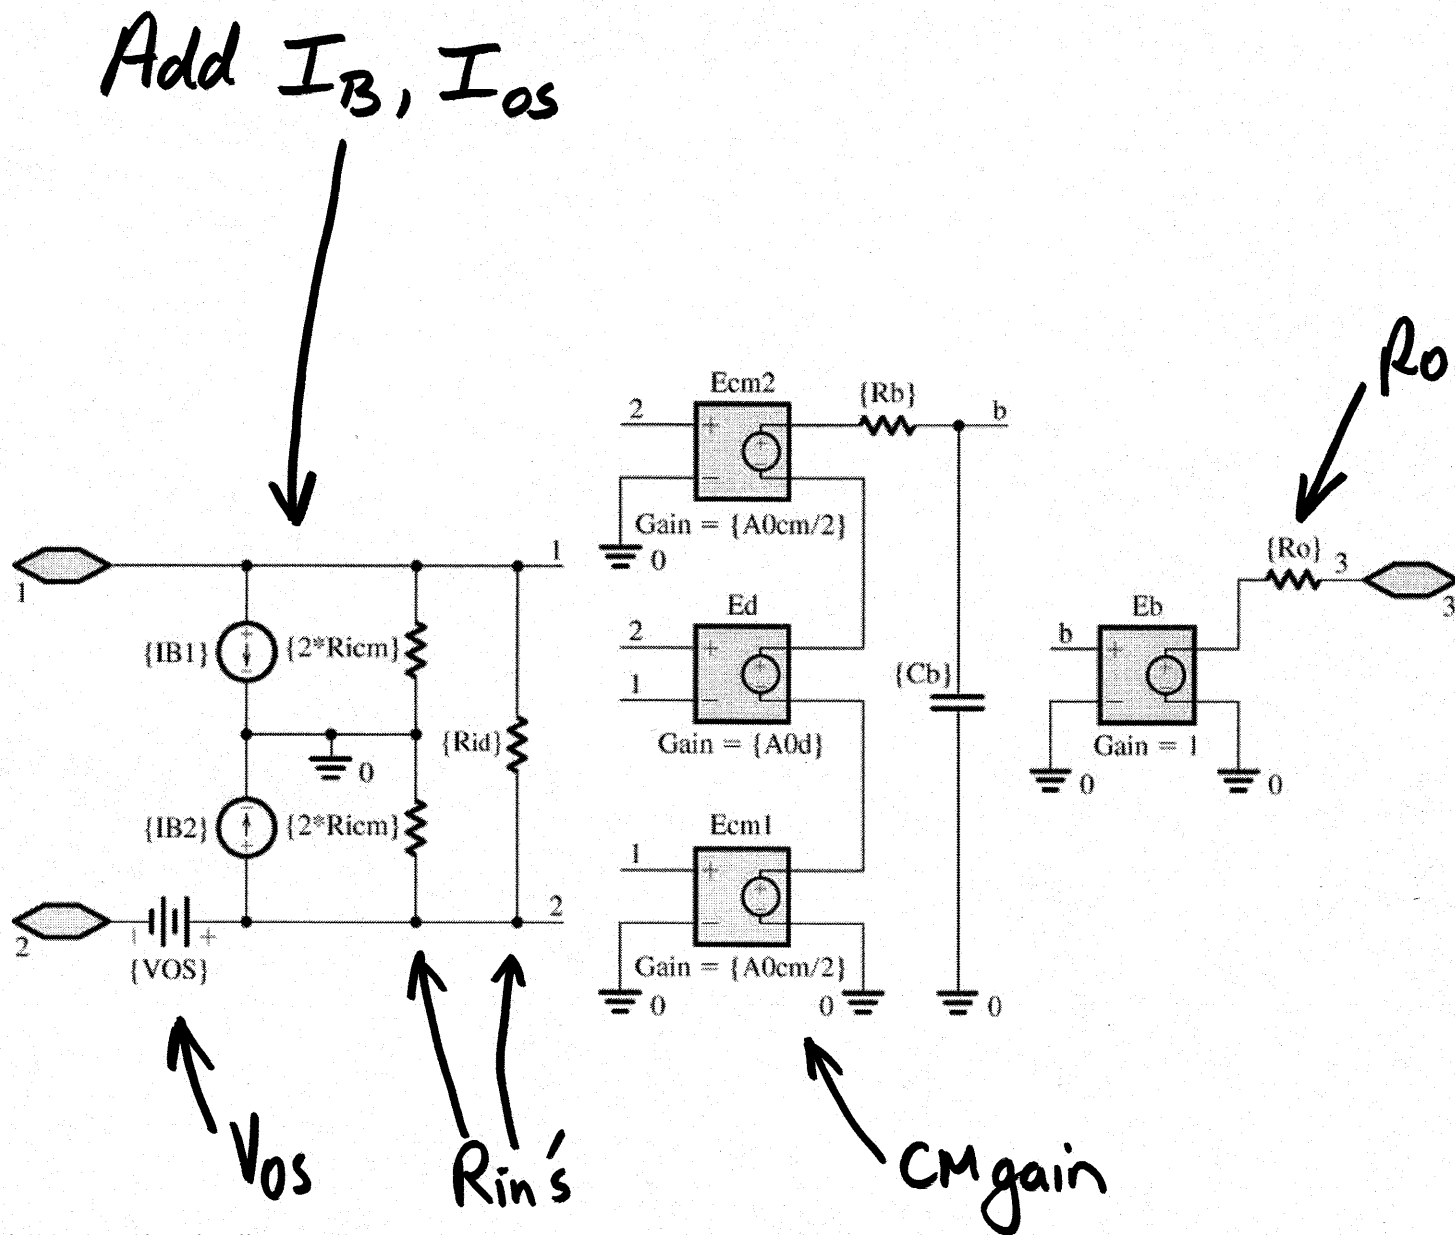 Add IB, Ios
Ro
Ecm2
{Rb}
2
b
Gain = {A0cm/2}
0
1
1
{Ro}
3
3
{IB1}
{2*Ricm}
Ed
2
1
Eb
b
{Cb}
{Rid}
0
Gain = {A0d}
Gain = 1
0
0
{IB2}
{2*Ricm}
Ecm1
1
2
2
{VOS}
Gain = {A0cm/2}
0
0
0
Vos
Rin's
CM gain